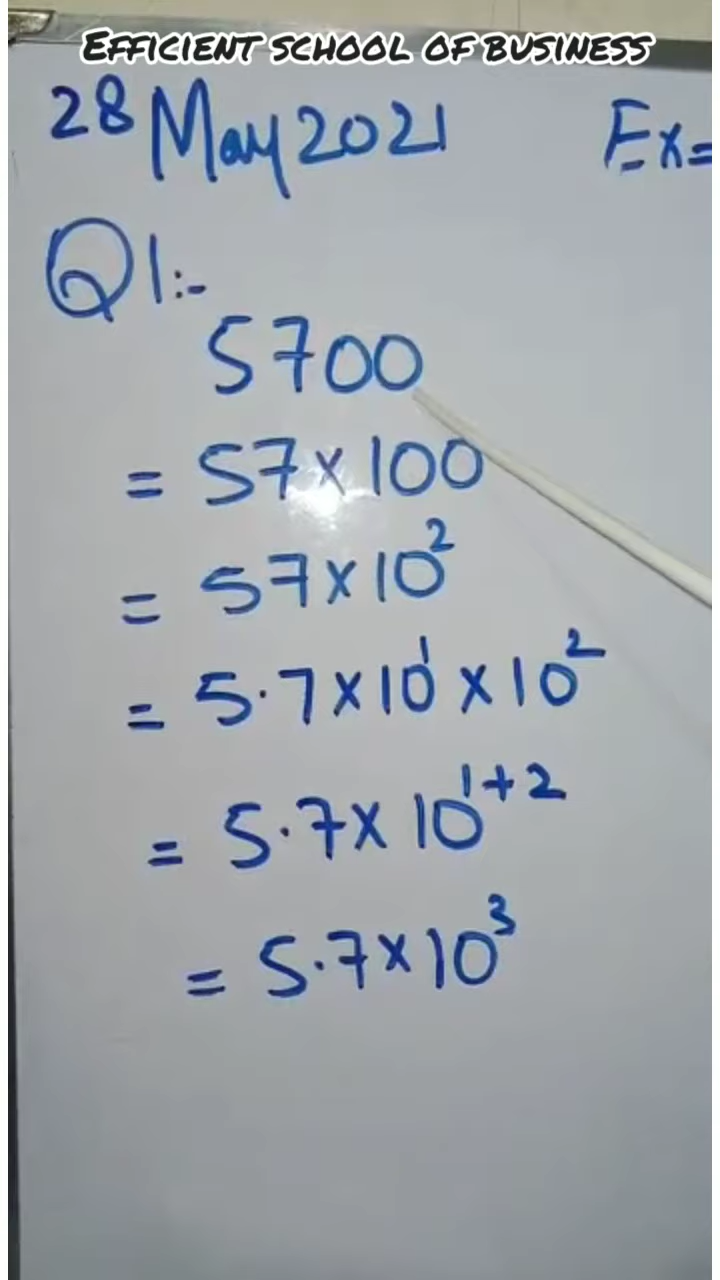 EFFICIENT SCHOOL OF BUSINESS
28 May 2021 Ex=
Q1:-
5700
= 57 × 100
= 57 × 10²
= 5.7 × 10¹ × 10²
= 5.7 × 10¹⁺²
= 5.7 × 10³